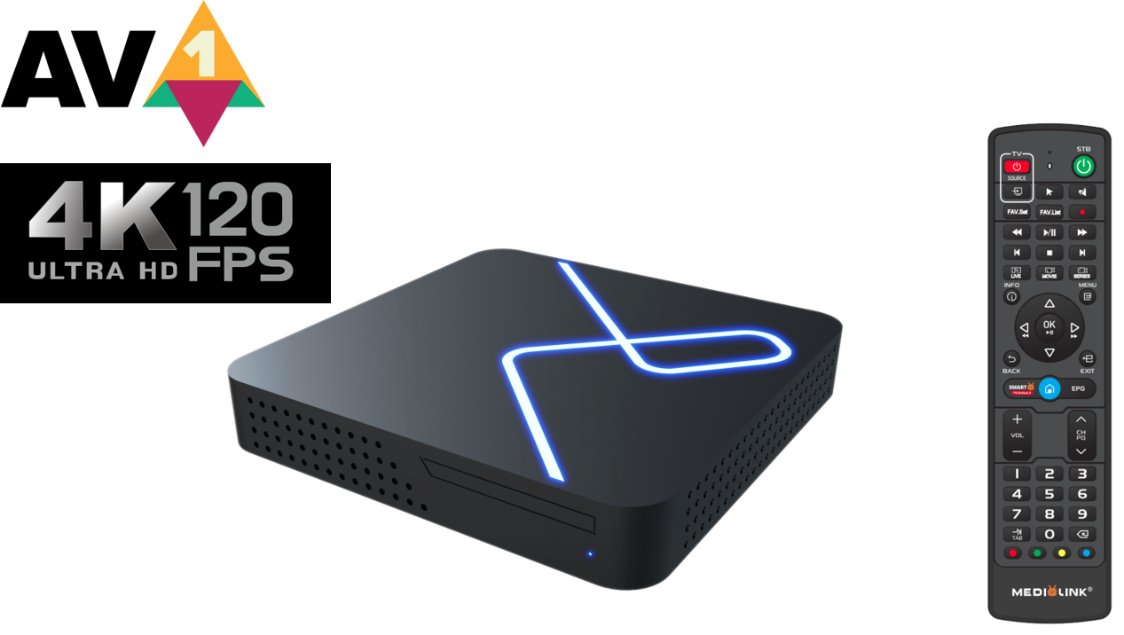 AV1
4K 120
ULTRA HD FPS
TV
STB
SOURCE
FAV.Set FAV.List
LIVE MOVIE SERIES
INFO MENU
OK
BACK EXIT
SMART EPG
VOL CH
PG
1 2 3
4 5 6
7 8 9
TAB 0
MEDIALINK®